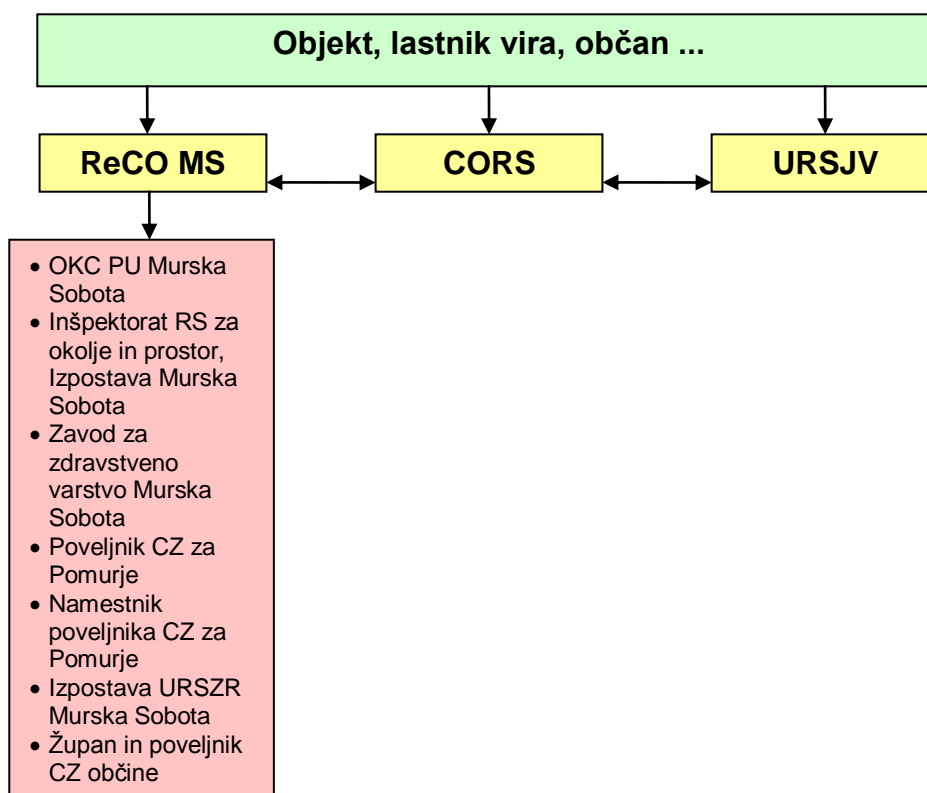 Objekt, lastnik vira, občan ...
ReCO MS
CORS
URSJV
• OKC PU Murska
Sobota
• Inšpektorat RS za
okolje in prostor,
Izpostava Murska
Sobota
• Zavod za
zdravstveno
varstvo Murska
Sobota
• Poveljnik CZ za
Pomurje
• Namestnik
poveljnika CZ za
Pomurje
• Izpostava URSZR
Murska Sobota
• Župan in poveljnik
CZ občine